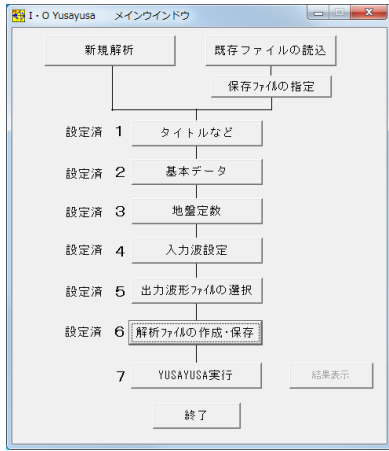 I・O Yusayusa メインウインドウ
新規解析 既存ファイルの読込
保存ファイルの指定
設定済 1 タイトルなど
設定済 2 基本データ
設定済 3 地盤定数
設定済 4 入力波設定
設定済 5 出力波形ファイルの選択
設定済 6 解析ファイルの作成・保存
7 YUSAYUSA実行 結果表示
終了